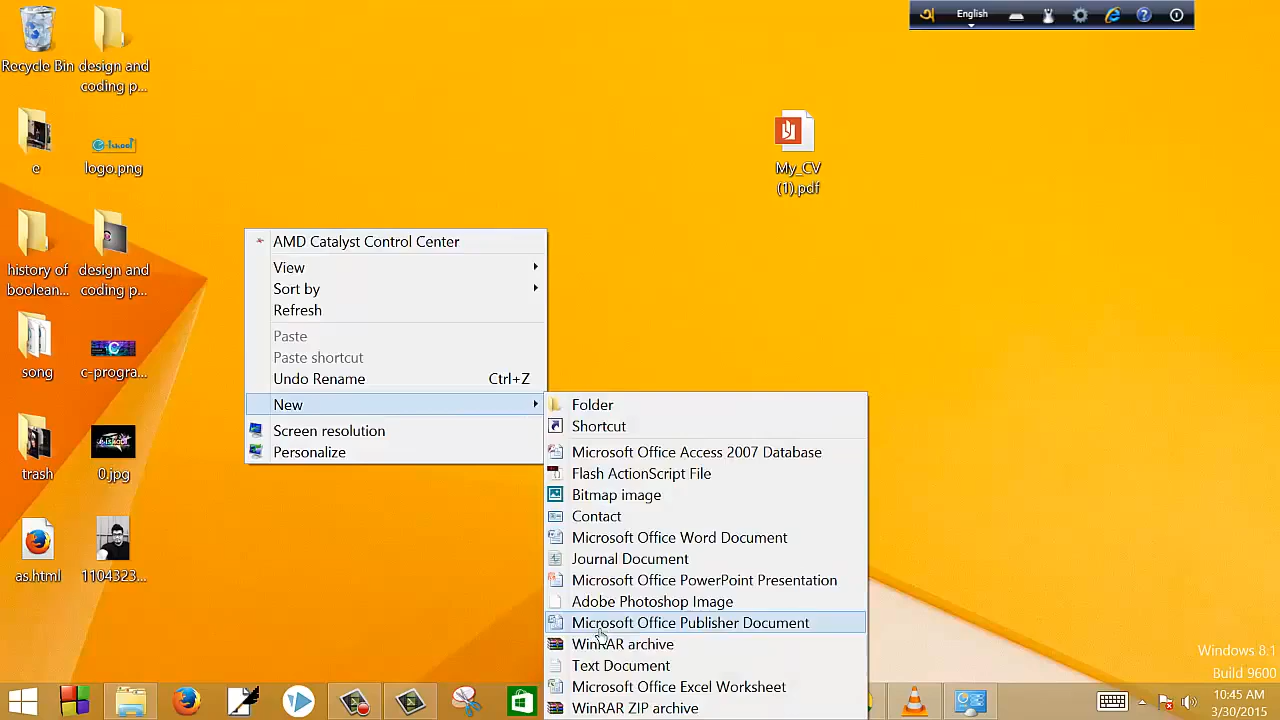 English
Recycle Bin
design and
coding p...
e
logo.png
My_CV
(1).pdf
history of
boolean...
design and
coding p...
song
c-progra...
trash
0.jpg
as.html
1104323...
AMD Catalyst Control Center
View
Sort by
Refresh
Paste
Paste shortcut
Undo Rename Ctrl+Z
New
Screen resolution
Personalize
Folder
Shortcut
Microsoft Office Access 2007 Database
Flash ActionScript File
Bitmap image
Contact
Microsoft Office Word Document
Journal Document
Microsoft Office PowerPoint Presentation
Adobe Photoshop Image
Microsoft Office Publisher Document
WinRAR archive
Text Document
Microsoft Office Excel Worksheet
WinRAR ZIP archive
Windows 8.1
Build 9600
10:45 AM
3/30/2015